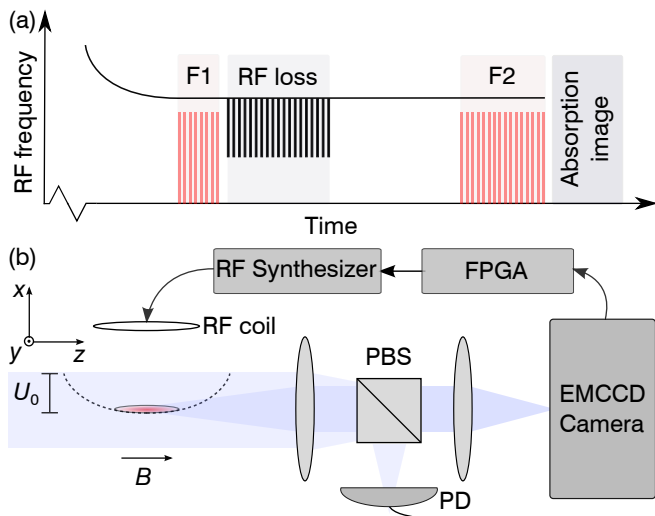 (a)
RF frequency
F1
RF loss
F2
Absorption
image
Time
(b)
RF Synthesizer
FPGA
x
y
z
RF coil
U0
B
PBS
PD
EMCCD
Camera